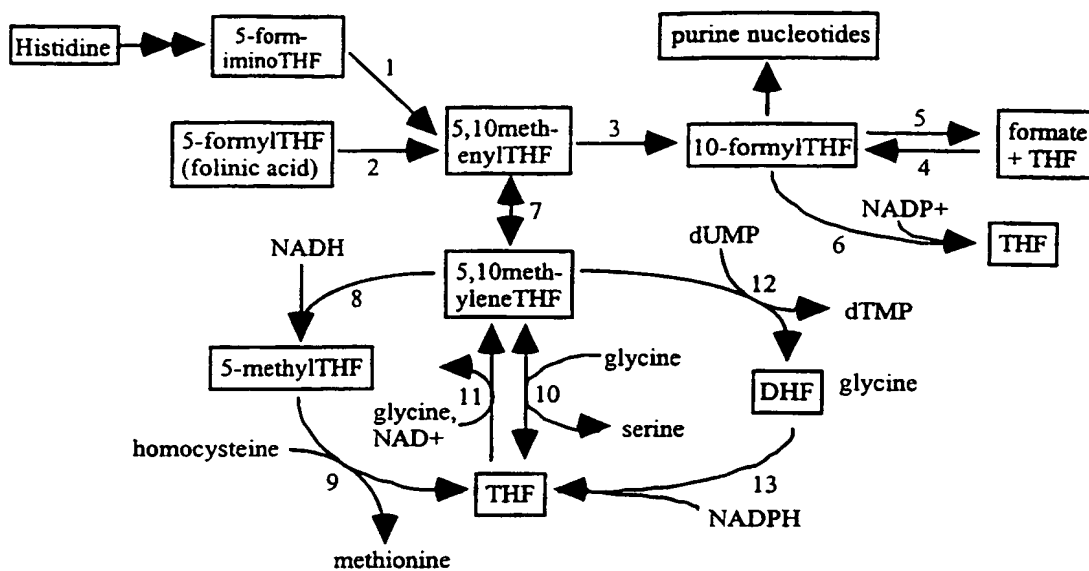 Histidine
5-form-
iminoTHF
1
5-formylTHF
(folinic acid)
2
5,10meth-
enylTHF
3
purine nucleotides
10-formylTHF
5
4
formate
+ THF
6
NADP+
THF
7
NADH
8
5,10meth-
yleneTHF
dUMP
12
dTMP
5-methylTHF
11
glycine,
NAD+
10
glycine
serine
DHF
glycine
homocysteine
9
methionine
THF
13
NADPH